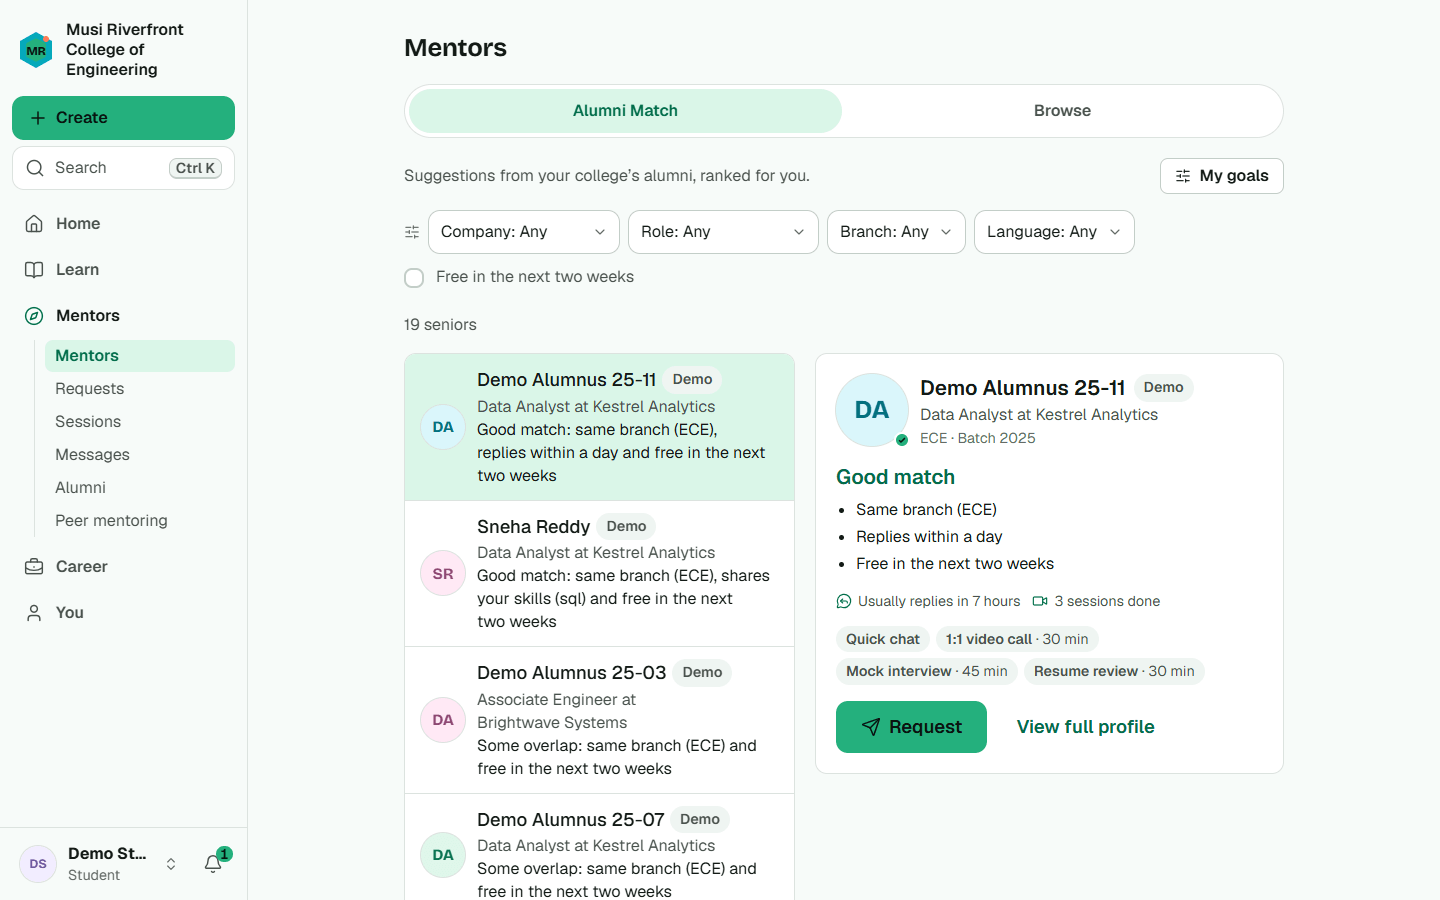 MR
Musi Riverfront
College of
Engineering
Create
Search Ctrl K
Home
Learn
Mentors
Mentors
Requests
Sessions
Messages
Alumni
Peer mentoring
Career
You
DS
Demo St...
Student
1
Mentors
Alumni Match Browse
Suggestions from your college’s alumni, ranked for you.
My goals
Company: Any Role: Any Branch: Any Language: Any
Free in the next two weeks
19 seniors
DA
Demo Alumnus 25-11 Demo
Data Analyst at Kestrel Analytics
Good match: same branch (ECE),
replies within a day and free in the next
two weeks
SR
Sneha Reddy Demo
Data Analyst at Kestrel Analytics
Good match: same branch (ECE), shares
your skills (sql) and free in the next
two weeks
DA
Demo Alumnus 25-03 Demo
Associate Engineer at
Brightwave Systems
Some overlap: same branch (ECE) and
free in the next two weeks
DA
Demo Alumnus 25-07 Demo
Data Analyst at Kestrel Analytics
Some overlap: same branch (ECE) and
free in the next two weeks
DA
Demo Alumnus 25-11 Demo
Data Analyst at Kestrel Analytics
ECE · Batch 2025
Good match
• Same branch (ECE)
• Replies within a day
• Free in the next two weeks
Usually replies in 7 hours 3 sessions done
Quick chat 1:1 video call · 30 min
Mock interview · 45 min Resume review · 30 min
Request View full profile